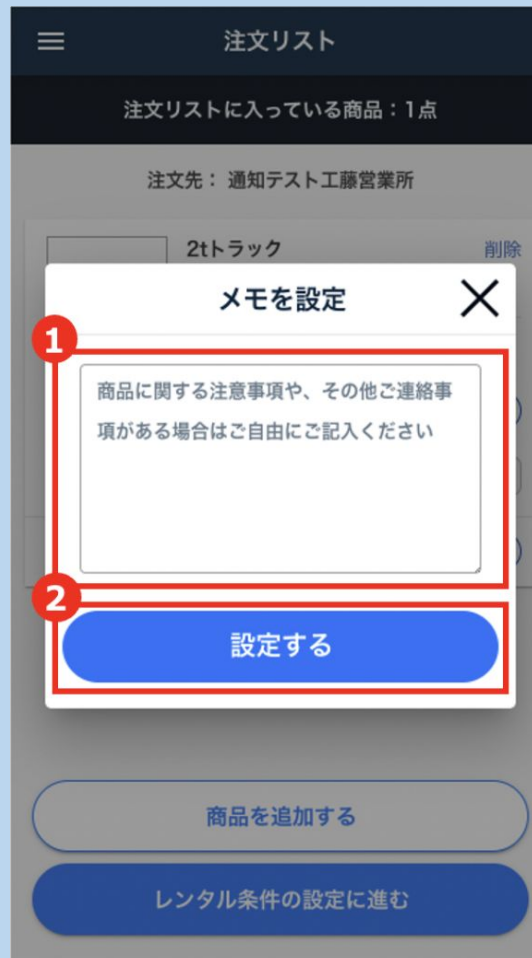 注文リスト
注文リストに入っている商品：1点
注文先： 通知テスト工藤営業所
2tトラック
削除
メモを設定
1
商品に関する注意事項や、その他ご連絡事
項がある場合はご自由にご記入ください
2
設定する
商品を追加する
レンタル条件の設定に進む